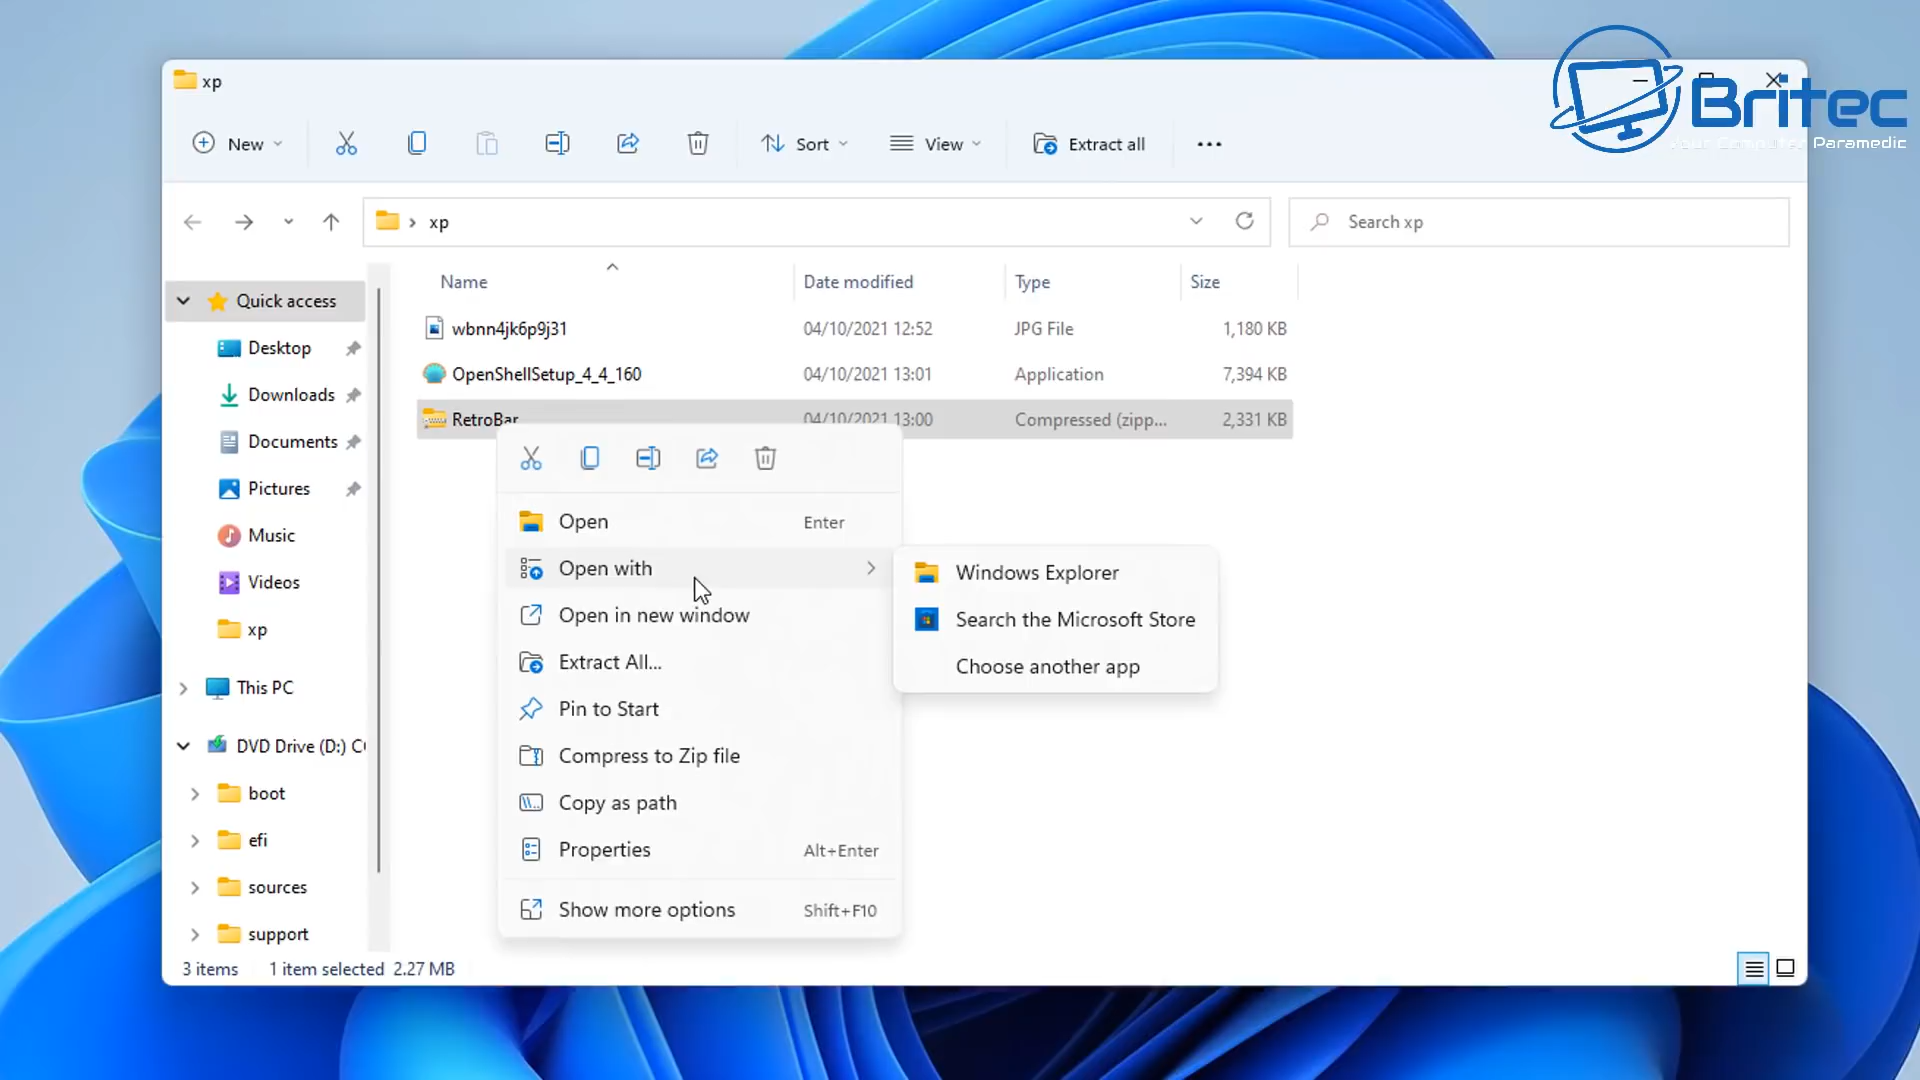 xp
Britec
Your Computer Paramedic
New
Sort
View
Extract all
xp
Search xp
Name
Date modified
Type
Size
Quick access
Desktop
Downloads
Documents
Pictures
Music
Videos
xp
This PC
DVD Drive (D:) C
boot
efi
sources
support
wbnn4jk6p9j31 04/10/2021 12:52 JPG File 1,180 KB
OpenShellSetup_4_4_160 04/10/2021 13:01 Application 7,394 KB
RetroBar 04/10/2021 13:00 Compressed (zipp... 2,331 KB
Open Enter
Open with
Open in new window
Extract All...
Pin to Start
Compress to Zip file
Copy as path
Properties Alt+Enter
Show more options Shift+F10
Windows Explorer
Search the Microsoft Store
Choose another app
3 items 1 item selected 2.27 MB